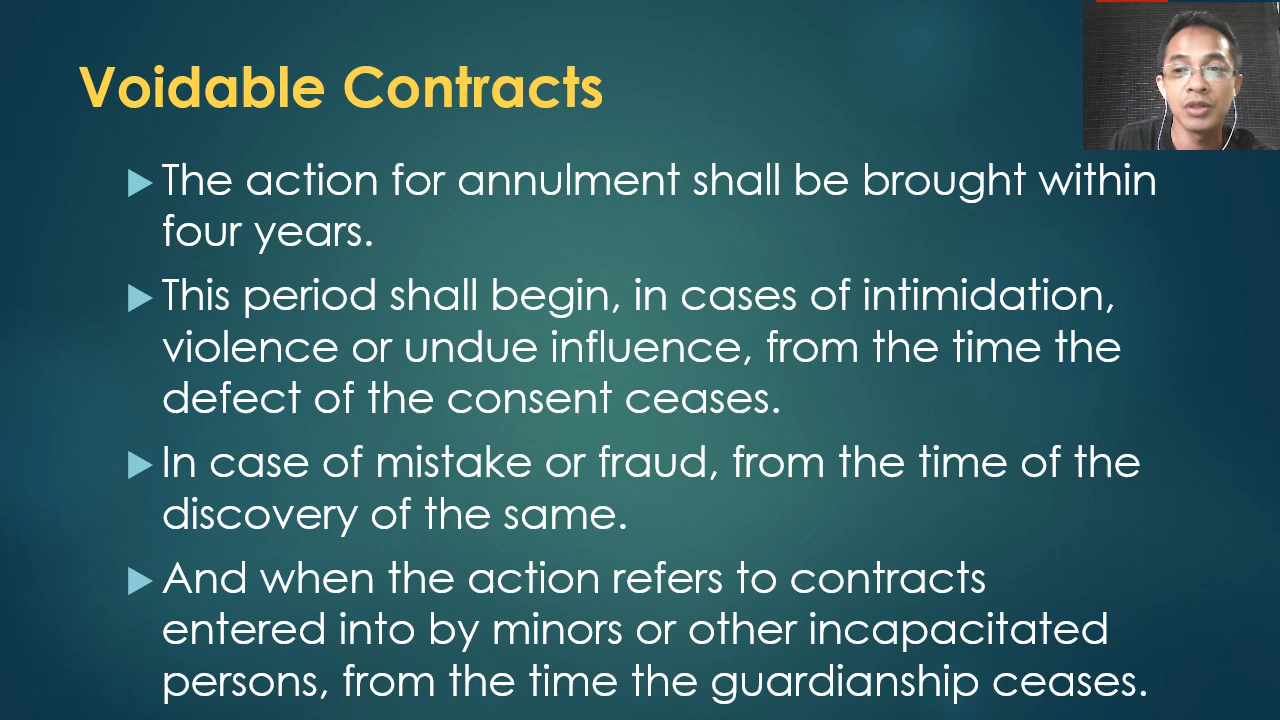 Voidable Contracts
The action for annulment shall be brought within
four years.
This period shall begin, in cases of intimidation,
violence or undue influence, from the time the
defect of the consent ceases.
In case of mistake or fraud, from the time of the
discovery of the same.
And when the action refers to contracts
entered into by minors or other incapacitated
persons, from the time the guardianship ceases.